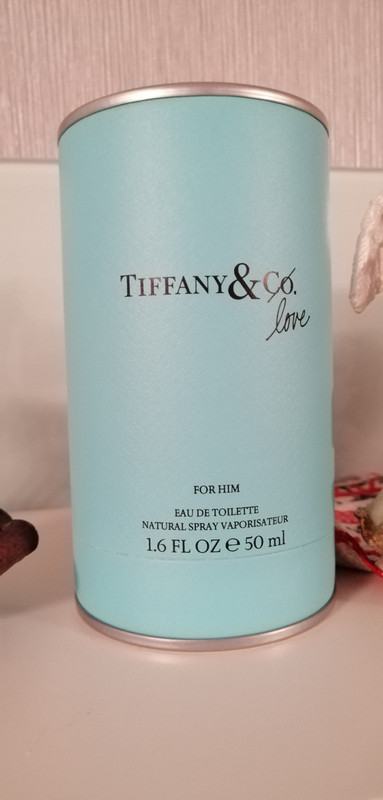 TIFFANY & Co.
love
FOR HIM
EAU DE TOILETTE
NATURAL SPRAY VAPORISATEUR
1.6 FL OZ ℮ 50 ml